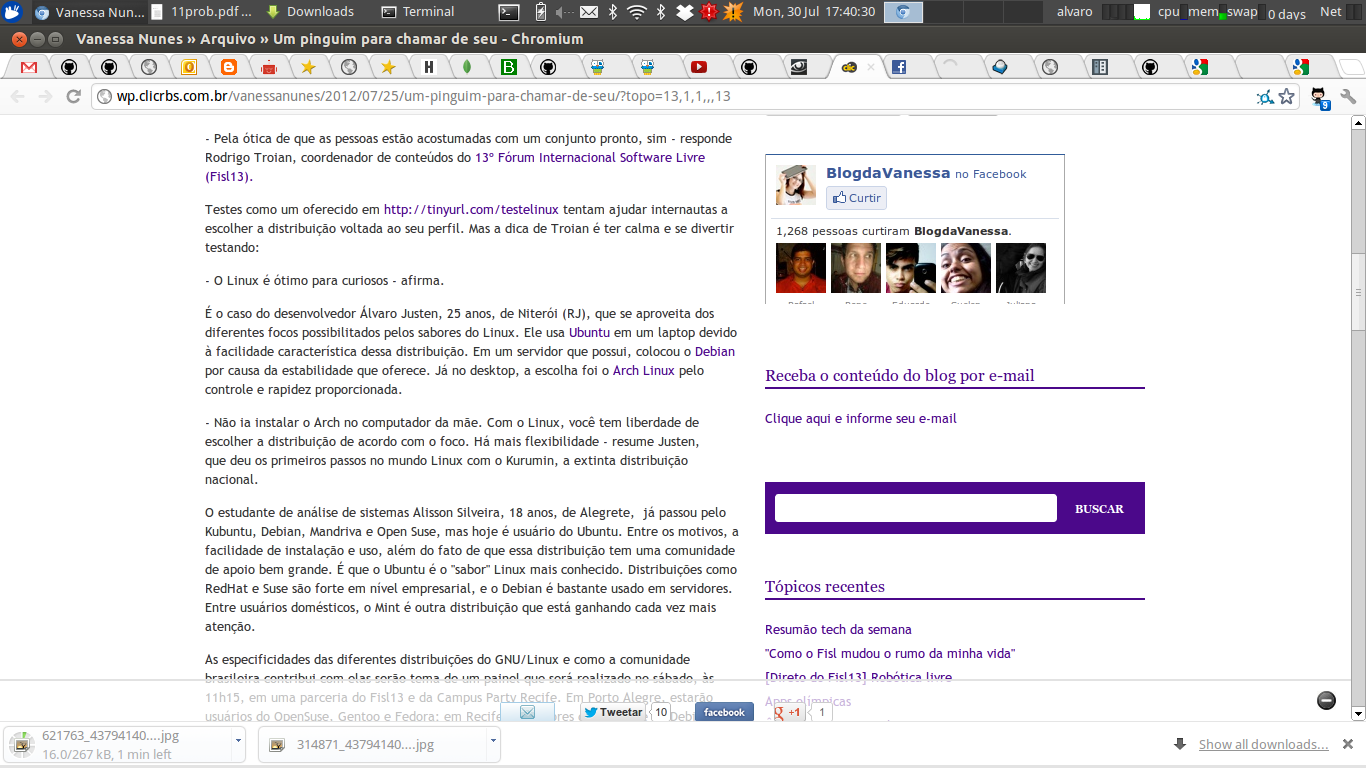 Vanessa Nun...
11prob.pdf ...
Downloads
Terminal
Mon, 30 Jul 17:40:30
alvaro
cpu
mem
swap
0 days
Net
Vanessa Nunes » Arquivo » Um pinguim para chamar de seu - Chromium
wp.clicrbs.com.br/vanessanunes/2012/07/25/um-pinguim-para-chamar-de-seu/?topo=13,1,1,,,13
9
- Pela ótica de que as pessoas estão acostumadas com um conjunto pronto, sim - responde
Rodrigo Troian, coordenador de conteúdos do 13º Fórum Internacional Software Livre
(Fisl13).
Testes como um oferecido em http://tinyurl.com/testelinux tentam ajudar internautas a
escolher a distribuição voltada ao seu perfil. Mas a dica de Troian é ter calma e se divertir
testando:
- O Linux é ótimo para curiosos - afirma.
É o caso do desenvolvedor Álvaro Justen, 25 anos, de Niterói (RJ), que se aproveita dos
diferentes focos possibilitados pelos sabores do Linux. Ele usa Ubuntu em um laptop devido
à facilidade característica dessa distribuição. Em um servidor que possui, colocou o Debian
por causa da estabilidade que oferece. Já no desktop, a escolha foi o Arch Linux pelo
controle e rapidez proporcionada.
- Não ia instalar o Arch no computador da mãe. Com o Linux, você tem liberdade de
escolher a distribuição de acordo com o foco. Há mais flexibilidade - resume Justen,
que deu os primeiros passos no mundo Linux com o Kurumin, a extinta distribuição
nacional.
O estudante de análise de sistemas Alisson Silveira, 18 anos, de Alegrete, já passou pelo
Kubuntu, Debian, Mandriva e Open Suse, mas hoje é usuário do Ubuntu. Entre os motivos, a
facilidade de instalação e uso, além do fato de que essa distribuição tem uma comunidade
de apoio bem grande. É que o Ubuntu é o "sabor" Linux mais conhecido. Distribuições como
RedHat e Suse são forte em nível empresarial, e o Debian é bastante usado em servidores.
Entre usuários domésticos, o Mint é outra distribuição que está ganhando cada vez mais
atenção.
As especificidades das diferentes distribuições do GNU/Linux e como a comunidade
brasileira contribui com elas serão tema de um painel que será realizado no sábado, às
11h15, em uma parceria do Fisl13 e da Campus Party Recife. Em Porto Alegre, estarão
usuários do OpenSuse, Gentoo e Fedora; em Recife
BlogdaVanessa no Facebook
Curtir
1,268 pessoas curtiram BlogdaVanessa.
Receba o conteúdo do blog por e-mail
Clique aqui e informe seu e-mail
BUSCAR
Tópicos recentes
Resumão tech da semana
"Como o Fisl mudou o rumo da minha vida"
[Direto do Fisl13] Robótica livre
Apps olímpicas
Tweetar
10
facebook
+1
1
621763_43794140....jpg
16.0/267 kB, 1 min left
314871_43794140....jpg
Show all downloads...